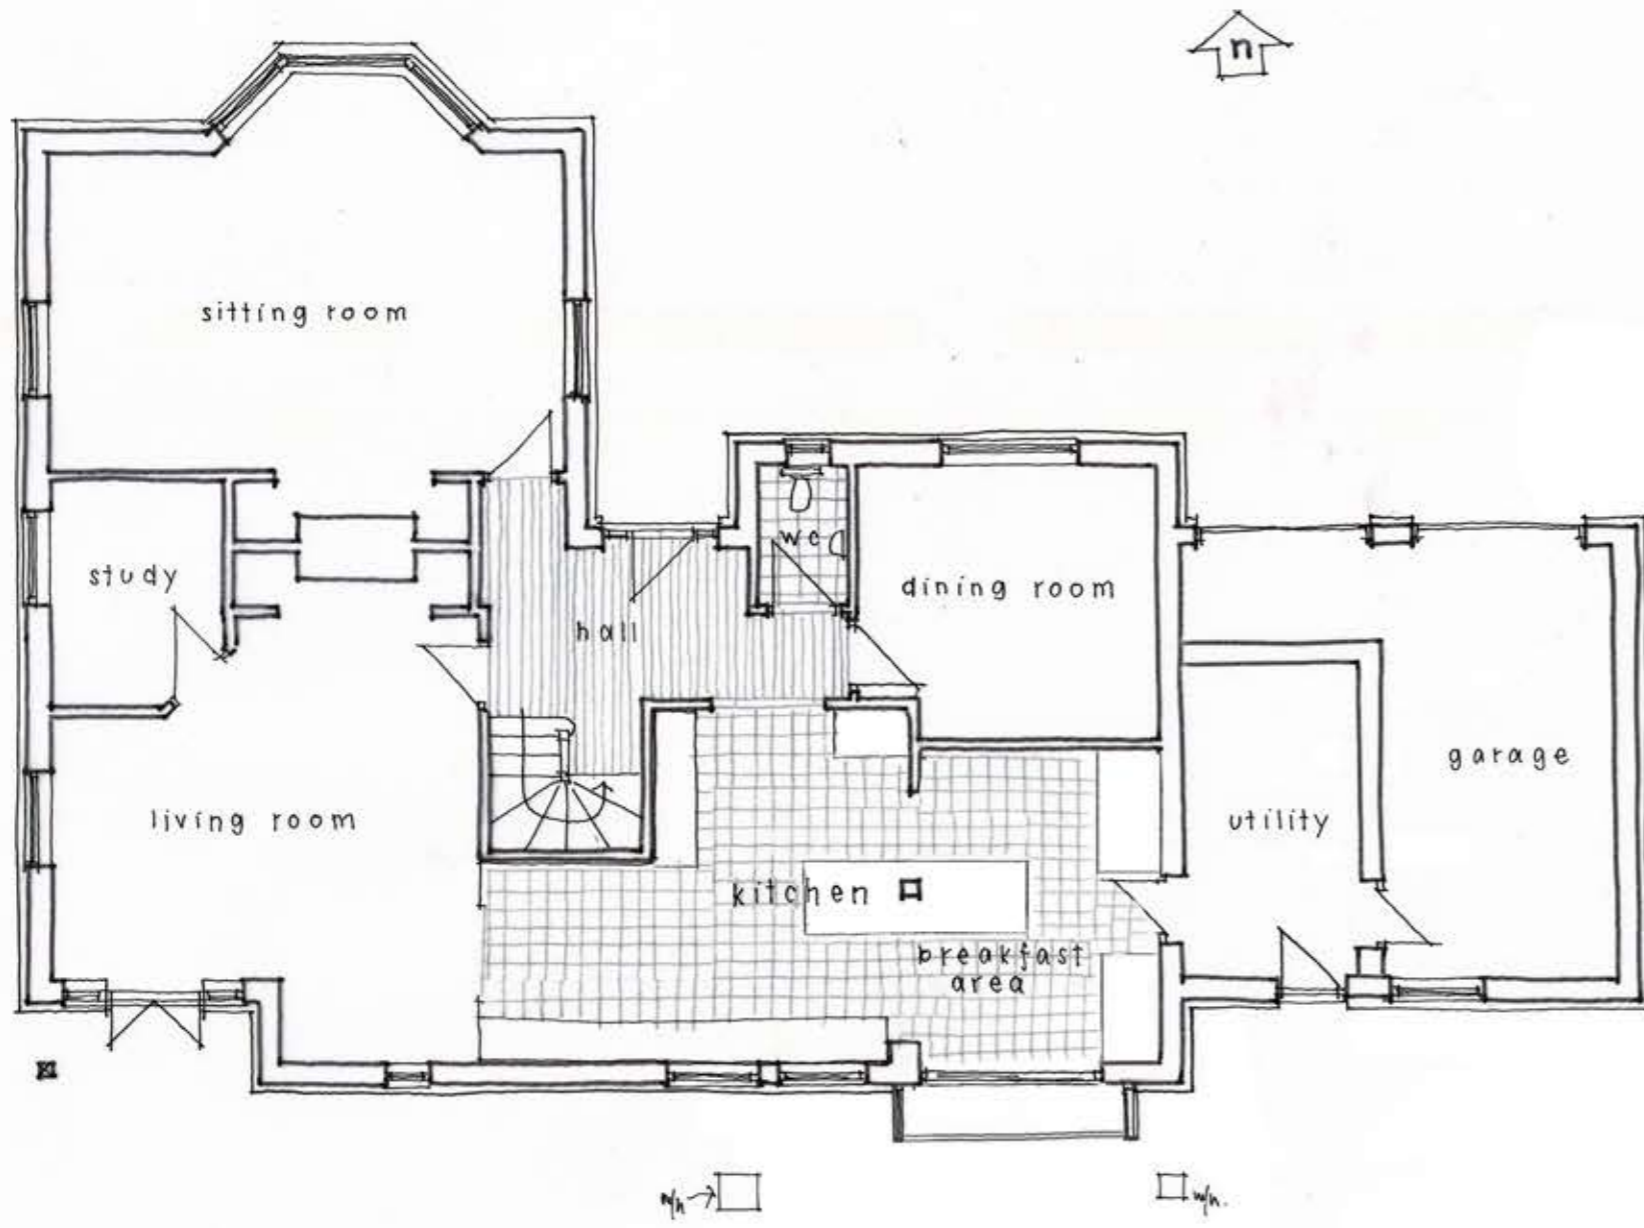 n
sitting room
wc
study
dining room
hall
garage
living room
utility
kitchen
breakfast
area
m/h